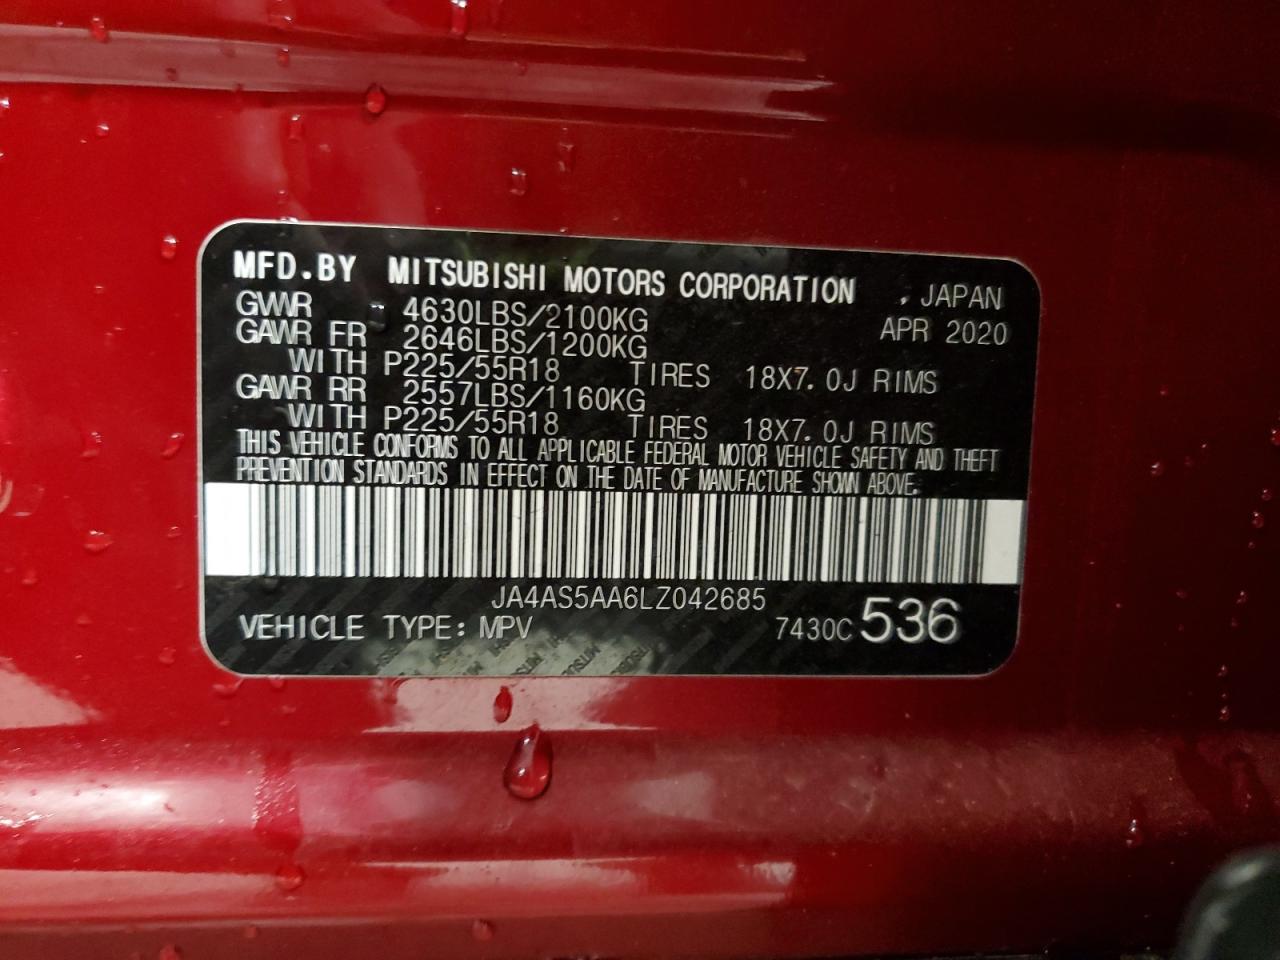 MFD.BY MITSUBISHI MOTORS CORPORATION , JAPAN
GVWR 4630LBS/2100KG APR 2020
GAWR FR 2646LBS/1200KG
WITH P225/55R18 TIRES 18X7.0J RIMS
GAWR RR 2557LBS/1160KG
WITH P225/55R18 TIRES 18X7.0J RIMS
THIS VEHICLE CONFORMS TO ALL APPLICABLE FEDERAL MOTOR VEHICLE SAFETY AND THEFT
PREVENTION STANDARDS IN EFFECT ON THE DATE OF MANUFACTURE SHOWN ABOVE.
JA4AS5AA6LZ042685
VEHICLE TYPE: MPV 7430C 536